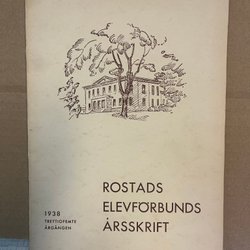 ROSTADS
ELEVFÖRBUNDS
ÅRSSKRIFT
1938
TRETTIOFEMTE
ÅRGÅNGEN